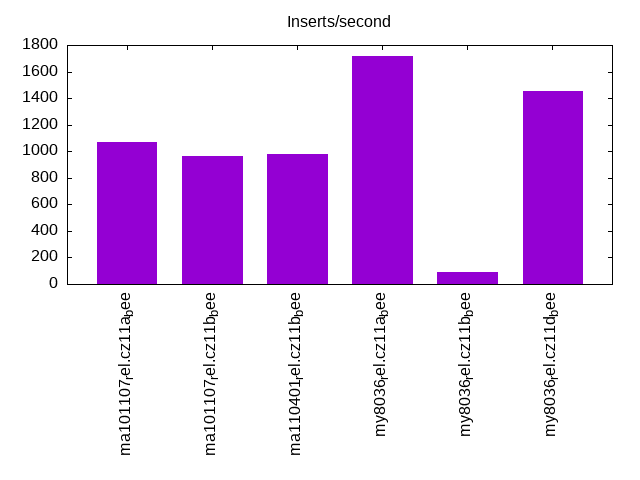 Inserts/second
1800
1600
1400
1200
1000
800
600
400
200
0
ma101107rel.cz11abee
ma101107rel.cz11bbee
ma110401rel.cz11bbee
my8036rel.cz11abee
my8036rel.cz11bbee
my8036rel.cz11dbee